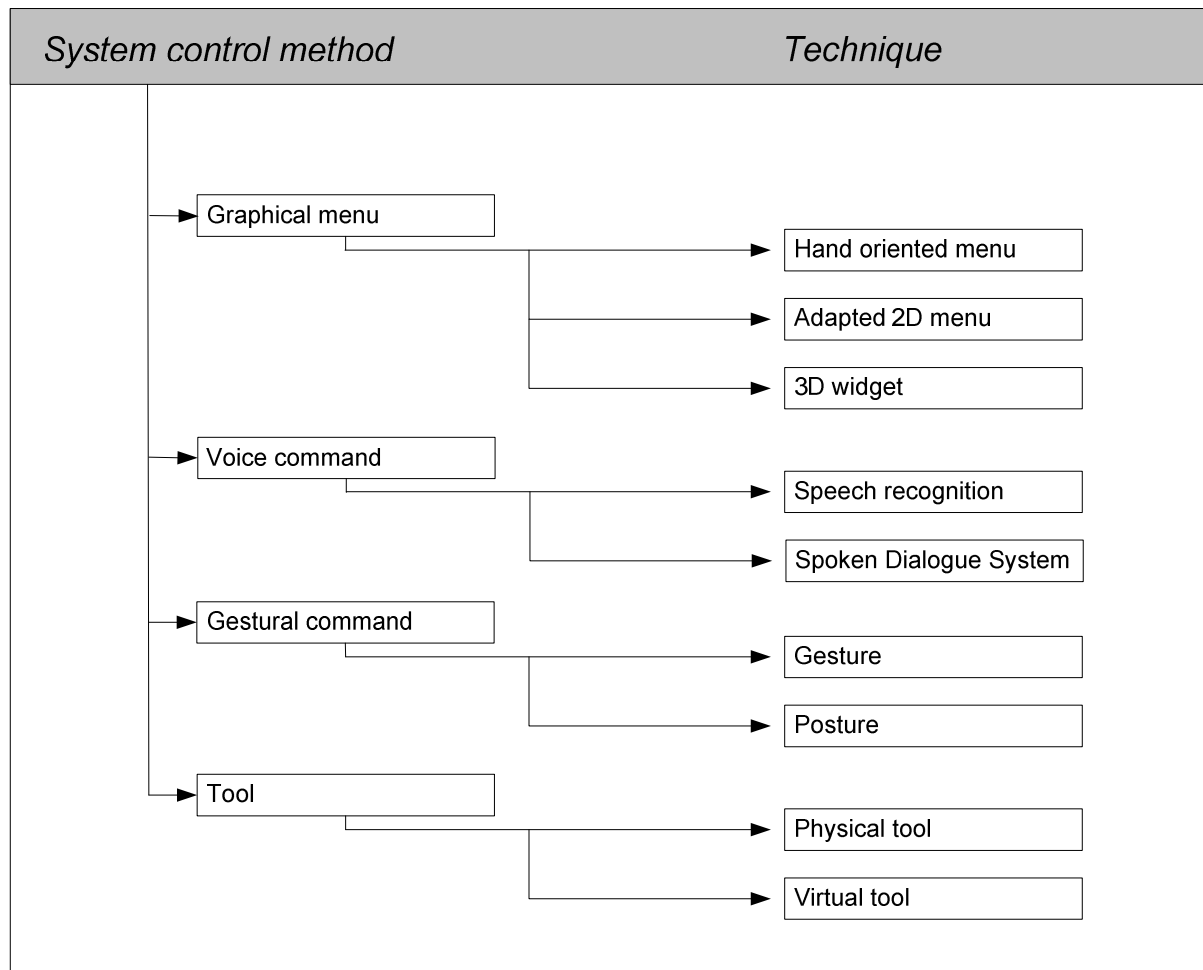 System control method Technique
Graphical menu
Hand oriented menu
Adapted 2D menu
3D widget
Voice command
Speech recognition
Spoken Dialogue System
Gestural command
Gesture
Posture
Tool
Physical tool
Virtual tool